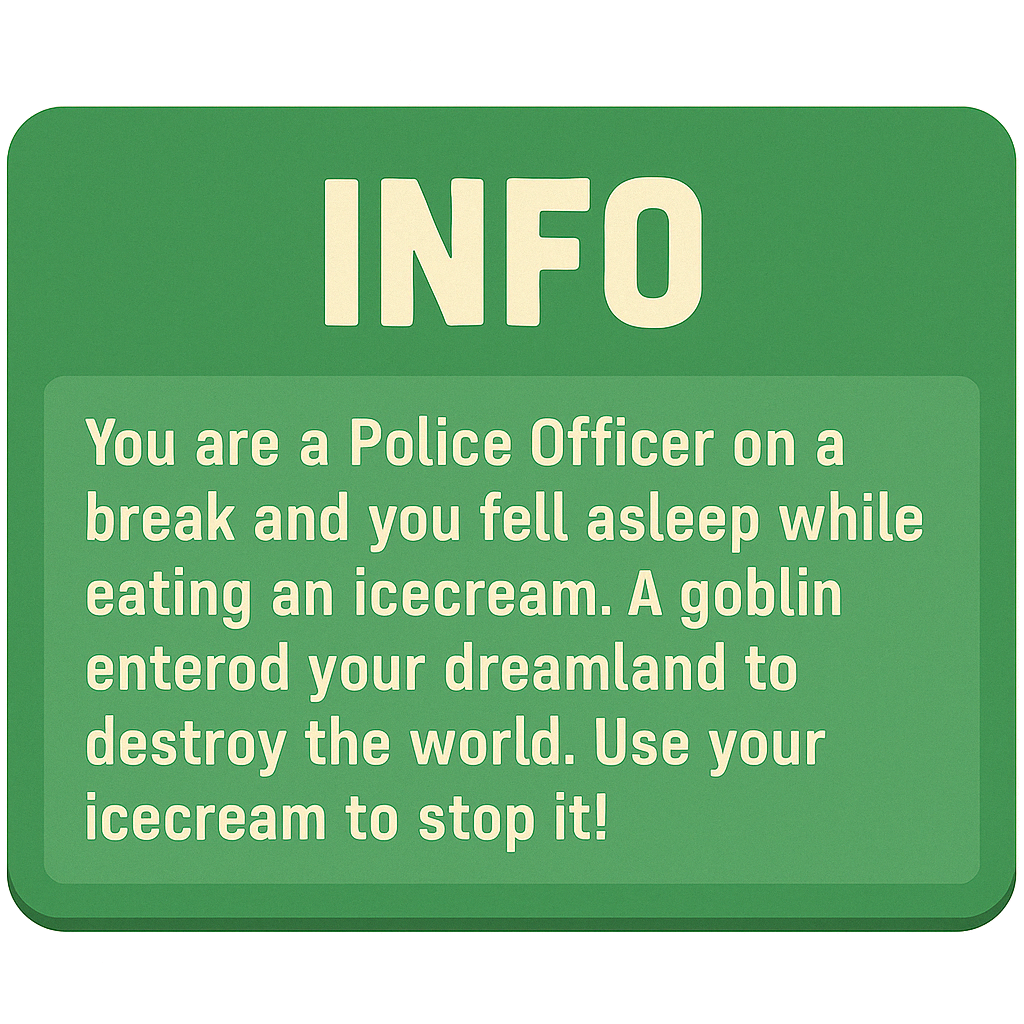 INFO
You are a Police Officer on a
break and you fell asleep while
eating an icecream. A goblin
enterod your dreamland to
destroy the world. Use your
icecream to stop it!